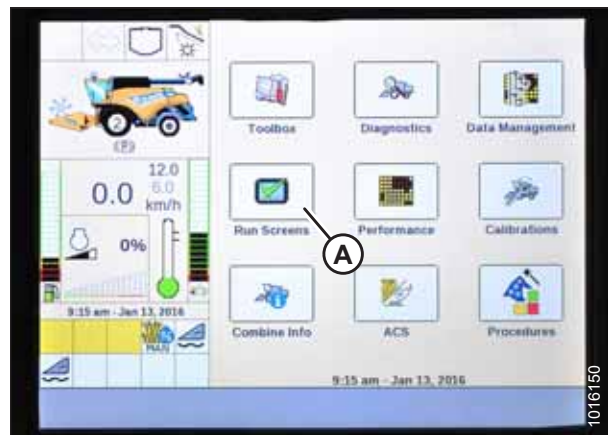 Toolbox
Diagnostics
Data Management
2
(P)
12.0
0.0
6.0
km/h
Run Screens
Performance
Calibrations
A
0%
9:15 am - Jan 13, 2016
Combine Info
ACS
Procedures
MAN
9:15 am - Jan 13, 2016
1016150